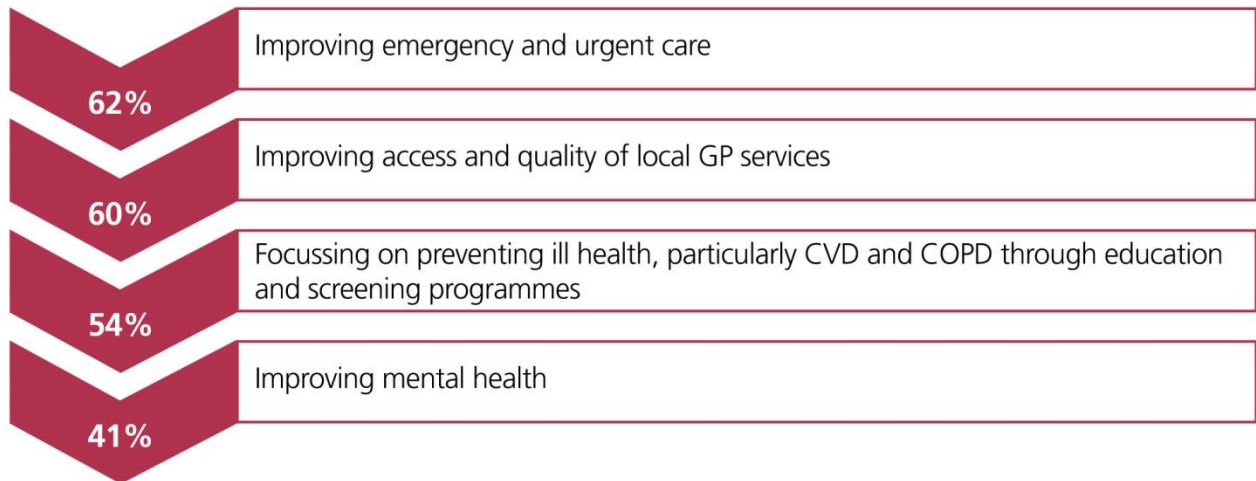 Improving emergency and urgent care
62%
Improving access and quality of local GP services
60%
Focussing on preventing ill health, particularly CVD and COPD through education
and screening programmes
54%
Improving mental health
41%